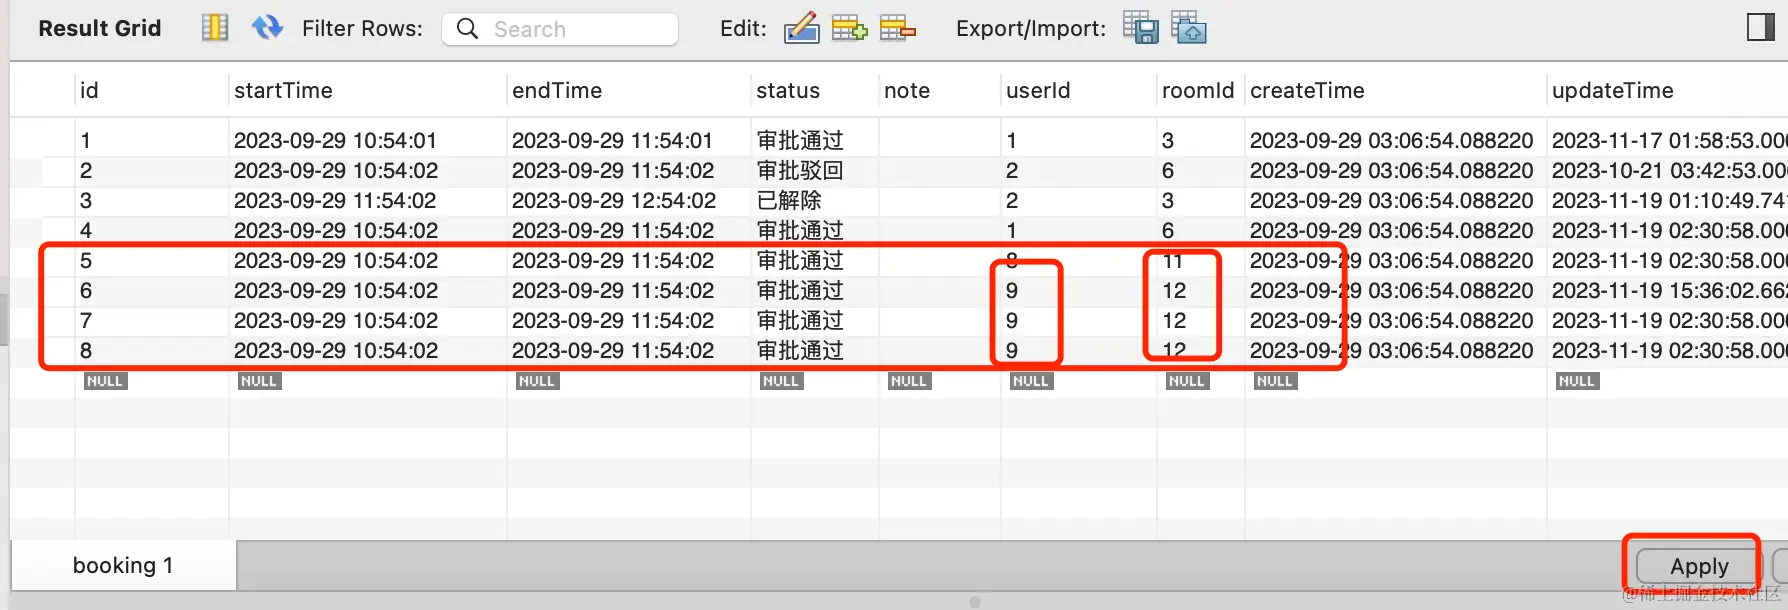 Result Grid Filter Rows: Search Edit: Export/Import:
id startTime endTime status note userId roomId createTime updateTime
1 2023-09-29 10:54:01 2023-09-29 11:54:01 审批通过 1 3 2023-09-29 03:06:54.088220 2023-11-17 01:58:53.000
2 2023-09-29 10:54:02 2023-09-29 11:54:02 审批驳回 2 6 2023-09-29 03:06:54.088220 2023-10-21 03:42:53.000
3 2023-09-29 11:54:02 2023-09-29 12:54:02 已解除 2 3 2023-09-29 03:06:54.088220 2023-11-19 01:10:49.741
4 2023-09-29 10:54:02 2023-09-29 11:54:02 审批通过 1 6 2023-09-29 03:06:54.088220 2023-11-19 02:30:58.000
5 2023-09-29 10:54:02 2023-09-29 11:54:02 审批通过 8 11 2023-09-29 03:06:54.088220 2023-11-19 02:30:58.000
6 2023-09-29 10:54:02 2023-09-29 11:54:02 审批通过 9 12 2023-09-29 03:06:54.088220 2023-11-19 15:36:02.662
7 2023-09-29 10:54:02 2023-09-29 11:54:02 审批通过 9 12 2023-09-29 03:06:54.088220 2023-11-19 02:30:58.000
8 2023-09-29 10:54:02 2023-09-29 11:54:02 审批通过 9 12 2023-09-29 03:06:54.088220 2023-11-19 02:30:58.000
NULL NULL NULL NULL NULL NULL NULL NULL NULL
booking 1 Apply
@稀土掘金技术社区